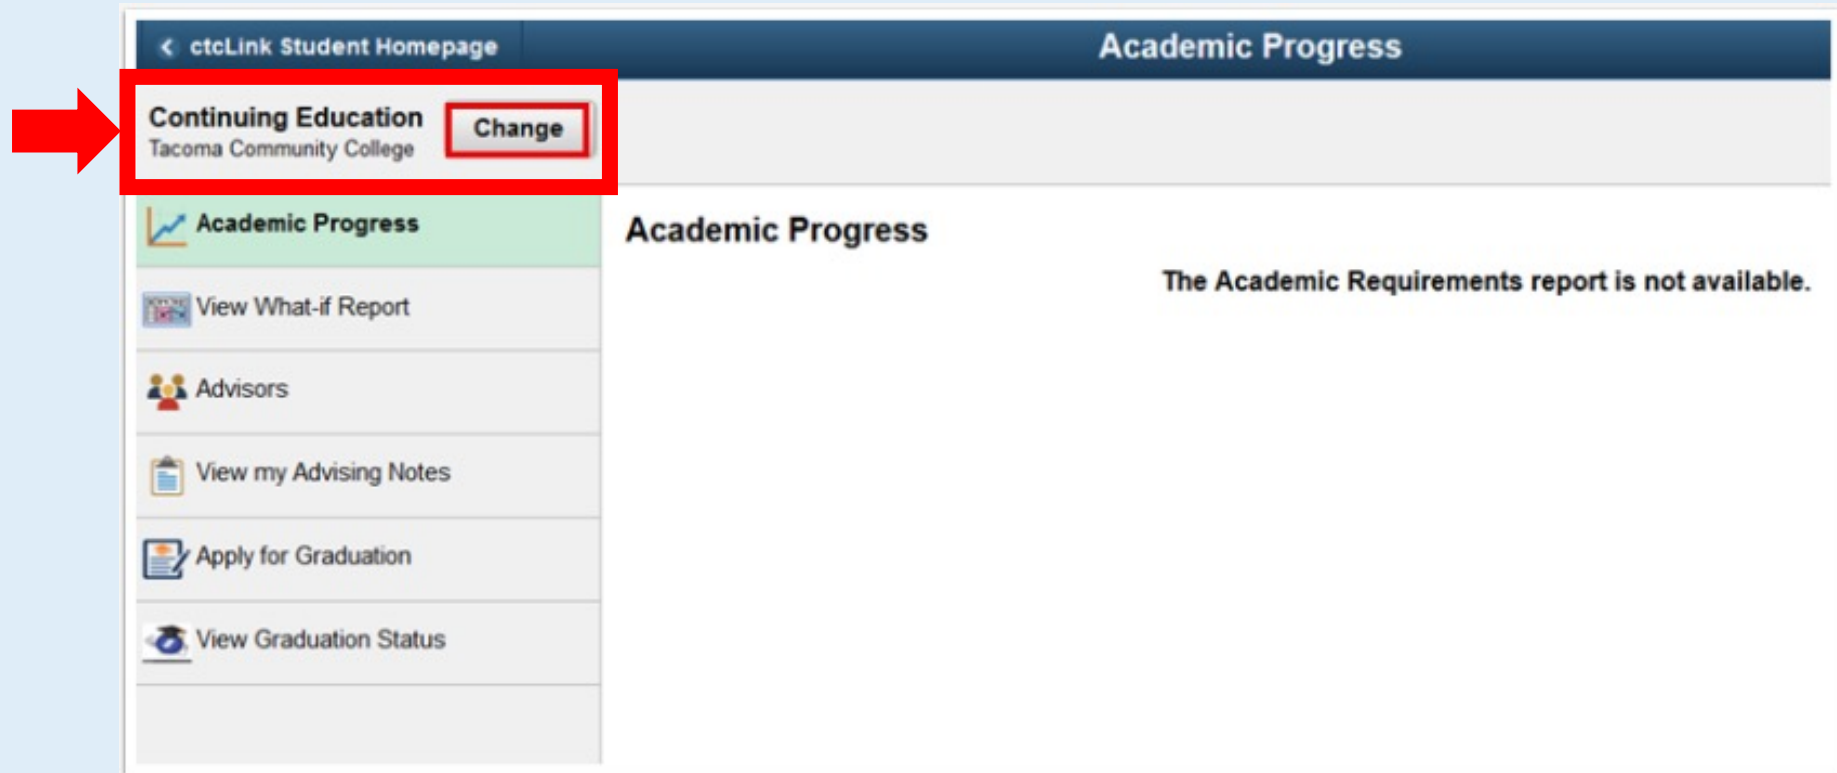 ctcLink Student Homepage
Academic Progress
Continuing Education
Tacoma Community College
Change
Academic Progress
View What-if Report
Advisors
View my Advising Notes
Apply for Graduation
View Graduation Status
Academic Progress
The Academic Requirements report is not available.